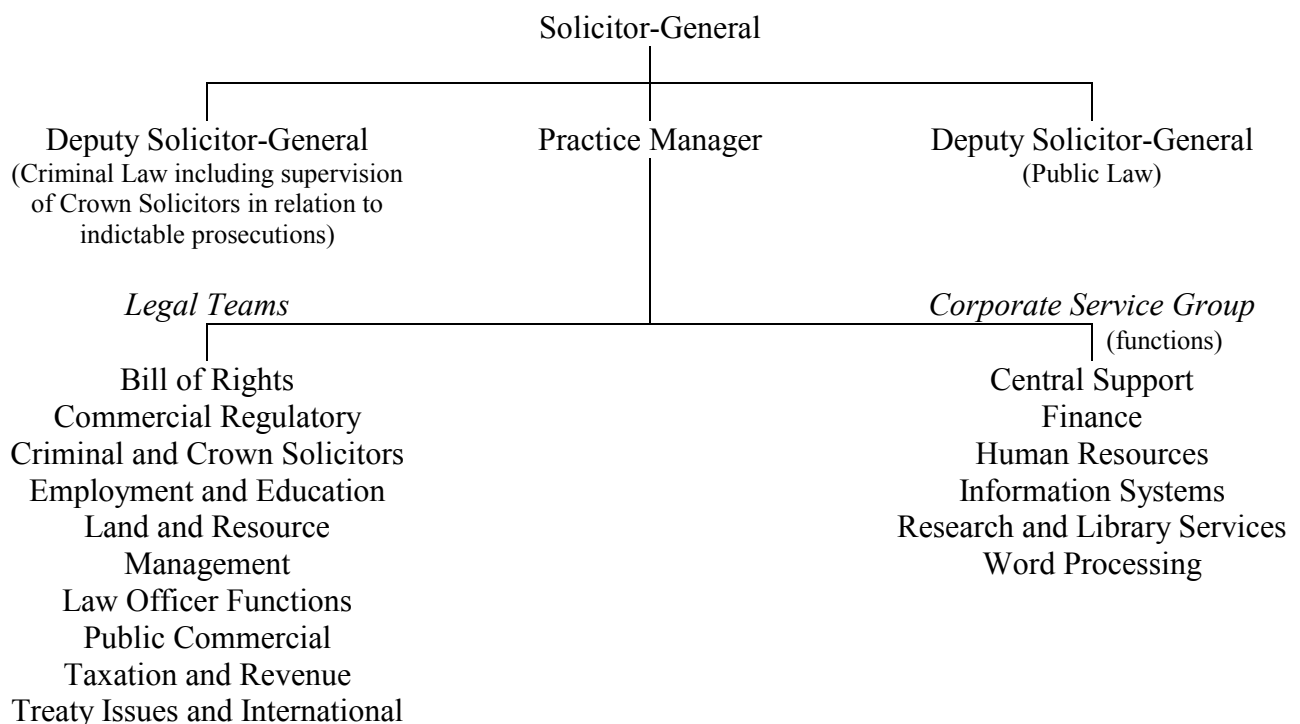 Solicitor-General
Deputy Solicitor-General
(Criminal Law including supervision
of Crown Solicitors in relation to
indictable prosecutions)
Practice Manager
Deputy Solicitor-General
(Public Law)
Legal Teams
Bill of Rights
Commercial Regulatory
Criminal and Crown Solicitors
Employment and Education
Land and Resource
Management
Law Officer Functions
Public Commercial
Taxation and Revenue
Treaty Issues and International
Corporate Service Group
(functions)
Central Support
Finance
Human Resources
Information Systems
Research and Library Services
Word Processing